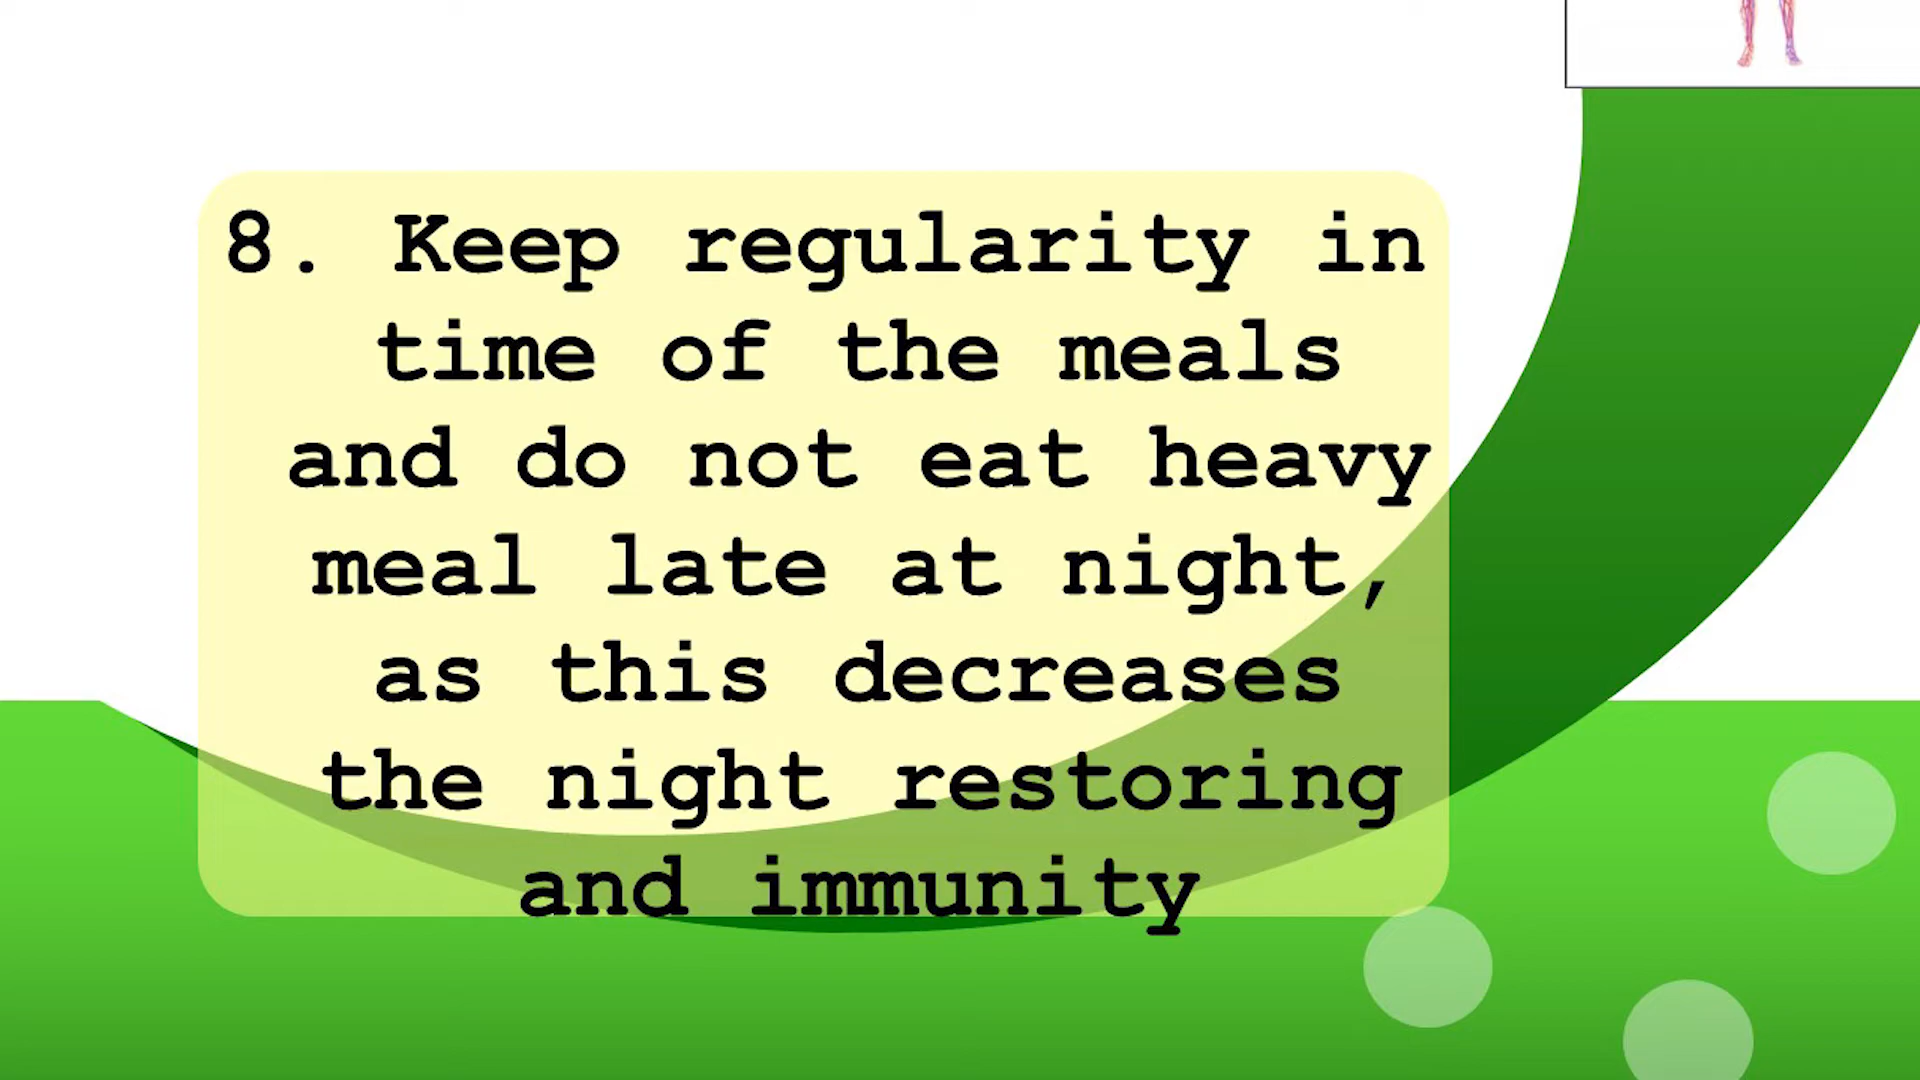 8. Keep regularity in
time of the meals
and do not eat heavy
meal late at night,
as this decreases
the night restoring
and immunity